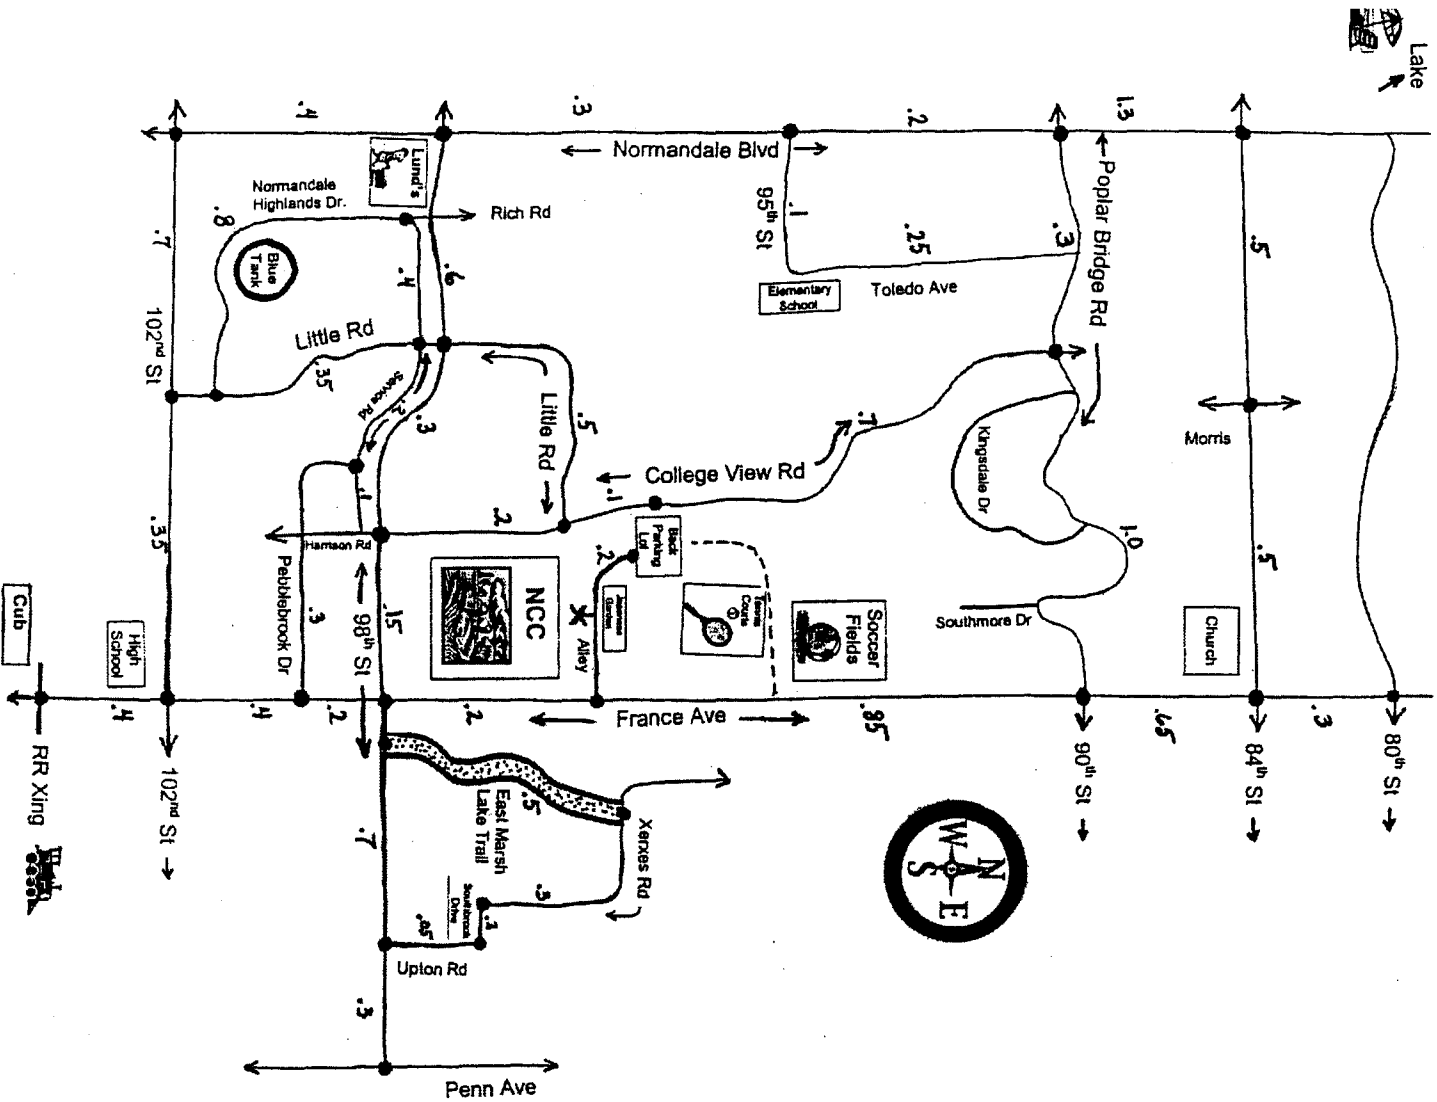 Lake
.4
.3
.2
1.3
Normandale Blvd
Lund's
Normandale
Highlands Dr.
Rich Rd
.8
Blue
Tank
.7
.4
.6
95th St
.1
.25
.3
Poplar Bridge Rd
.5
Elementary
School
Toledo Ave
102nd St
Little Rd
.35
Service Rd
.2
.3
Little Rd
.5
.7
College View Rd
.1
Kingsdale Dr
Morris
.35
.1
.2
Harrison Rd
Back
Parking
Lot
.2
1.0
.5
Pebblebrook Dr
.3
98th St
.15
NCC
Japanese
Garden
Alley
Tennis
Courts
Soccer
Fields
Southmore Dr
Church
Cub
High
School
.4
.4
.2
.2
France Ave
.85
.65
.3
RR Xing
102nd St
90th St
84th St
80th St
.7
East Marsh
Lake Trail
.5
Xerxes Rd
N
W
S
E
Southbrook
Drive
.05
.1
.3
Upton Rd
.3
Penn Ave